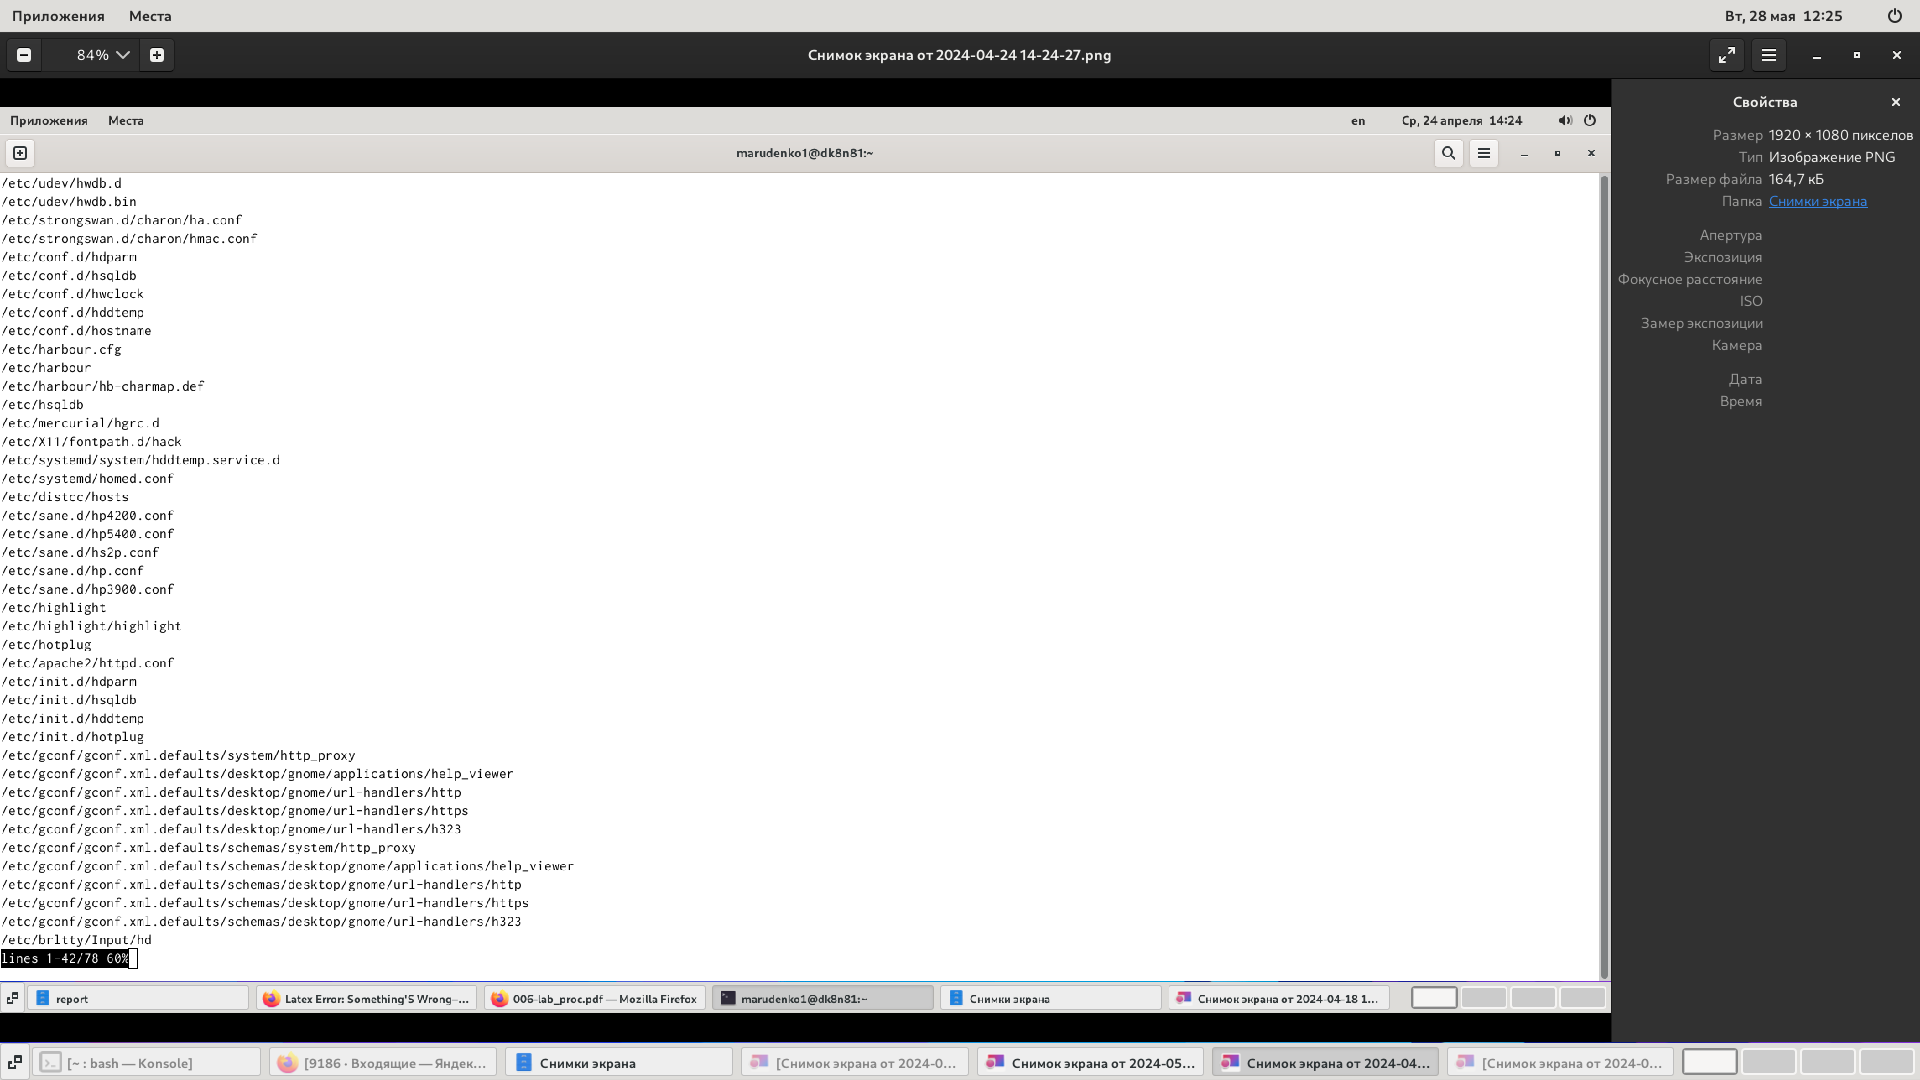 Приложения Места Вт, 28 мая 12:25
84% Снимок экрана от 2024-04-24 14-24-27.png
Свойства
Размер 1920 × 1080 пикселов
Тип Изображение PNG
Размер файла 164,7 кБ
Папка Снимки экрана
Апертура
Экспозиция
Фокусное расстояние
ISO
Замер экспозиции
Камера
Дата
Время
Приложения Места en Ср, 24 апреля 14:24
marudenko1@dk8n81:~
/etc/udev/hwdb.d
/etc/udev/hwdb.bin
/etc/strongswan.d/charon/ha.conf
/etc/strongswan.d/charon/hmac.conf
/etc/conf.d/hdparm
/etc/conf.d/hsqldb
/etc/conf.d/hwclock
/etc/conf.d/hddtemp
/etc/conf.d/hostname
/etc/harbour.cfg
/etc/harbour
/etc/harbour/hb-charmap.def
/etc/hsqldb
/etc/mercurial/hgrc.d
/etc/X11/fontpath.d/hack
/etc/systemd/system/hddtemp.service.d
/etc/systemd/homed.conf
/etc/distcc/hosts
/etc/sane.d/hp4200.conf
/etc/sane.d/hp5400.conf
/etc/sane.d/hs2p.conf
/etc/sane.d/hp.conf
/etc/sane.d/hp3900.conf
/etc/highlight
/etc/highlight/highlight
/etc/hotplug
/etc/apache2/httpd.conf
/etc/init.d/hdparm
/etc/init.d/hsqldb
/etc/init.d/hddtemp
/etc/init.d/hotplug
/etc/gconf/gconf.xml.defaults/system/http_proxy
/etc/gconf/gconf.xml.defaults/desktop/gnome/applications/help_viewer
/etc/gconf/gconf.xml.defaults/desktop/gnome/url-handlers/http
/etc/gconf/gconf.xml.defaults/desktop/gnome/url-handlers/https
/etc/gconf/gconf.xml.defaults/desktop/gnome/url-handlers/h323
/etc/gconf/gconf.xml.defaults/schemas/system/http_proxy
/etc/gconf/gconf.xml.defaults/schemas/desktop/gnome/applications/help_viewer
/etc/gconf/gconf.xml.defaults/schemas/desktop/gnome/url-handlers/http
/etc/gconf/gconf.xml.defaults/schemas/desktop/gnome/url-handlers/https
/etc/gconf/gconf.xml.defaults/schemas/desktop/gnome/url-handlers/h323
/etc/brltty/Input/hd
lines 1-42/78 60%
report Latex Error: Something'S Wrong-... 006-lab_proc.pdf — Mozilla Firefox marudenko1@dk8n81:~ Снимки экрана Снимок экрана от 2024-04-18 1...
[~ : bash — Konsole] [9186 · Входящие — Яндек... Снимки экрана [Снимок экрана от 2024-0... Снимок экрана от 2024-05... Снимок экрана от 2024-04... [Снимок экрана от 2024-0...